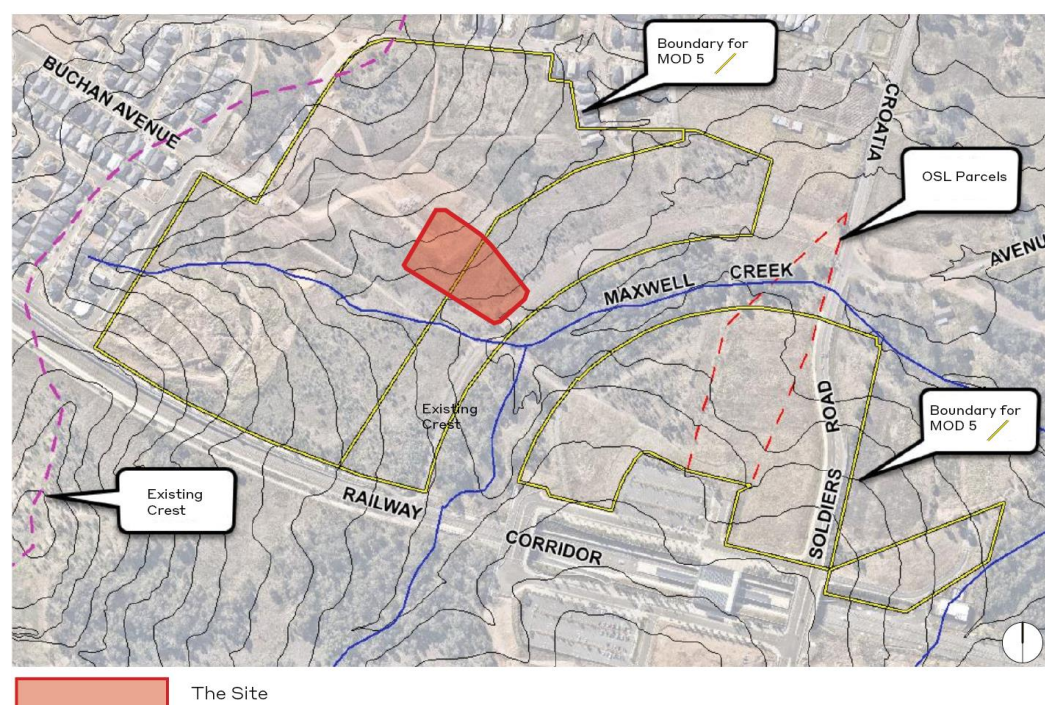 Boundary for
MOD 5
BUCHAN AVENUE
CROATIA
OSL Parcels
AVENU
MAXWELL CREEK
Existing
Crest
Boundary for
MOD 5
ROAD
SOLDIERS
Existing
Crest
RAILWAY
CORRIDOR
The Site